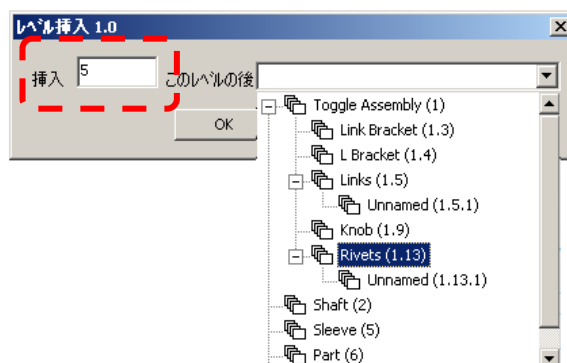 レベル挿入 1.0
挿入 5 このレベルの後
OK
Toggle Assembly (1)
Link Bracket (1.3)
L Bracket (1.4)
Links (1.5)
Unnamed (1.5.1)
Knob (1.9)
Rivets (1.13)
Unnamed (1.13.1)
Shaft (2)
Sleeve (5)
Part (6)